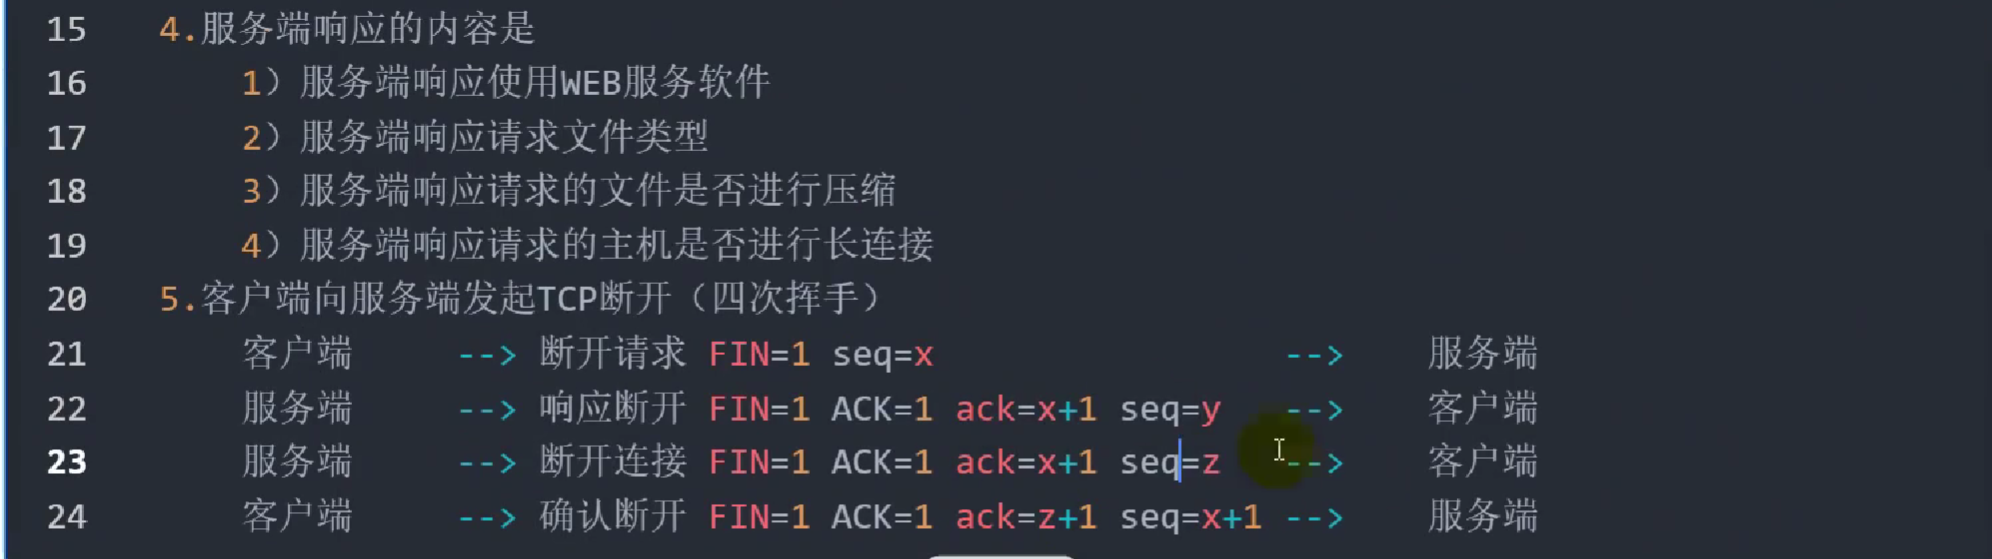 15 4.服务端响应的内容是
16 1）服务端响应使用WEB服务软件
17 2）服务端响应请求文件类型
18 3）服务端响应请求的文件是否进行压缩
19 4）服务端响应请求的主机是否进行长连接
20 5.客户端向服务端发起TCP断开（四次挥手）
21 客户端 --> 断开请求 FIN=1 seq=x --> 服务端
22 服务端 --> 响应断开 FIN=1 ACK=1 ack=x+1 seq=y --> 客户端
23 服务端 --> 断开连接 FIN=1 ACK=1 ack=x+1 seq=z --> 客户端
24 客户端 --> 确认断开 FIN=1 ACK=1 ack=z+1 seq=x+1 --> 服务端